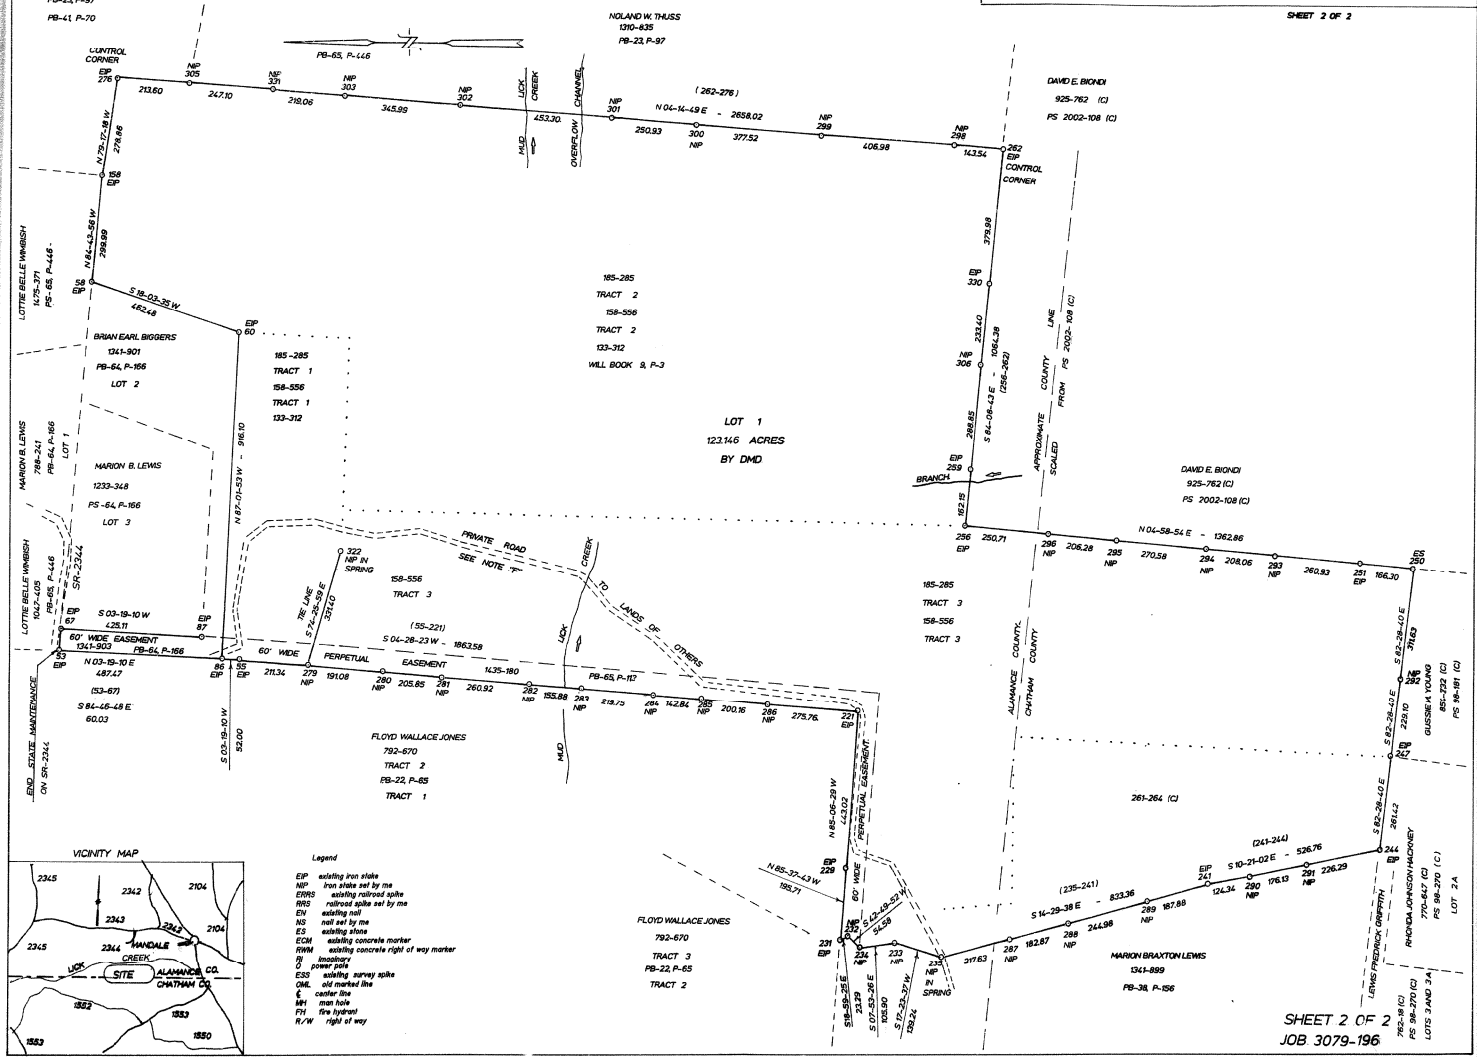 PB-41, P-70
CONTROL
CORNER
EIP
276
NIP
305
PB-65, P-446
NOLAND W. THUSS
1310-835
PB-23, P-97
SHEET 2 OF 2
213.60
247.10
NIP
331
219.06
NIP
303
345.99
NIP
302
MUD LICK
CREEK
453.30
OVERFLOW CHANNEL
NIP
301
250.93
(262-276)
N 04-14-49 E - 2658.02
300
NIP
377.52
NIP
299
406.98
NIP
298
143.54
262
EIP
CONTROL
CORNER
DAVID E. BIONDI
925-762 (C)
PS 2002-108 (C)
N 79-17-18 W
278.86
158
EIP
N 84-43-56 W
299.99
58
EIP
LOTTIE BELLE WIMBISH
1475-371
PS-65, P-446-
S 18-03-35 W
462.48
EIP
60
BRIAN EARL BIGGERS
1341-901
PB-64, P-166
LOT 2
185-285
TRACT 1
158-556
TRACT 1
133-312
185-285
TRACT 2
158-556
TRACT 2
133-312
WILL BOOK 9, P-3
379.98
EIP
330
233.40
NIP
306
288.85
S 84-08-43 E - 1064.38
(256-262)
EIP
259
162.15
BRANCH
APPROXIMATE COUNTY LINE
SCALED FROM PS 2002-108 (C)
LOT 1
123.146 ACRES
BY DMD
MARION B. LEWIS
788-241
PB-64, P-166
LOT 1
MARION B. LEWIS
1233-348
PS-64, P-166
LOT 3
N 87-01-53 W - 916.10
DAVID E. BIONDI
925-762 (C)
PS 2002-108 (C)
N 04-58-54 E - 1362.86
256
EIP
250.71
296
NIP
206.28
295
NIP
270.58
294
NIP
208.06
293
NIP
260.93
251
EIP
166.30
ES
250
LOTTIE BELLE WIMBISH
1047-405
PB-65, P-446
SR-2344
PRIVATE ROAD
SEE NOTE "F"
TO LANDS OF OTHERS
322
NIP IN
SPRING
TIE LINE
S 74-25-59 E
331.40
158-556
TRACT 3
185-285
TRACT 3
158-556
TRACT 3
MUD LICK CREEK
EIP
67
S 03-19-10 W
425.11
EIP
87
60' WIDE EASEMENT
1341-903
PB-64, P-166
53
EIP
N 03-19-10 E
487.47
(53-67)
S 84-46-48 E
60.03
86
EIP
55
EIP
S 03-19-10 W
52.00
(55-221)
S 04-28-23 W - 1863.58
60' WIDE PERPETUAL EASEMENT
1435-180
PB-65, P-117
211.34
279
NIP
191.08
280
NIP
205.85
281
NIP
260.92
282
NIP
155.88
283
NIP
219.75
284
NIP
142.84
285
NIP
200.16
286
NIP
275.76
221
EIP
END STATE MAINTENANCE
ON SR-2344
FLOYD WALLACE JONES
792-670
TRACT 2
PB-22, P-65
TRACT 1
N 85-06-29 W
443.02
60' WIDE
PERPETUAL EASEMENT
ALAMANCE COUNTY
CHATHAM COUNTY
S 82-28-40 E
311.63
NIP
292
S 82-28-40 E
229.10
EIP
247
S 82-28-40 E
261.42
244
EIP
GUSSIE H. YOUNG
PS 98-181 (C)
261-264 (C)
EIP
229
N 85-37-43 W
195.71
S 42-49-52 W
54.58
NIP
232
231
EIP
234
NIP
233
NIP
235
NIP
IN
SPRING
S 18-59-25 E
23.29
S 07-53-26 E
105.90
S 17-23-37 W
139.24
317.63
287
NIP
182.87
(235-241)
S 14-29-38 E - 833.36
288
NIP
244.98
289
NIP
187.88
EIP
241
124.34
290
NIP
176.13
(241-244)
S 10-21-02 E - 526.76
291
NIP
226.29
FLOYD WALLACE JONES
792-670
TRACT 3
PB-22, P-65
TRACT 2
MARION BRAXTON LEWIS
1341-899
PB-38, P-156
LEWIS FREDRICK GRIFFITH
RHONDA JOHNSON HACKNEY
770-647 (C)
PS 98-270 (C)
LOT 2A
762-18 (C)
PS 98-270 (C)
LOTS 3 AND 3A
VICINITY MAP
2345
2342
2104
2343
2343
2104
2345
2344
MANDALE
LICK
CREEK
SITE
ALAMANCE CO.
CHATHAM CO.
1552
1553
1553
1550
Legend
EIP existing iron stake
NIP iron stake set by me
ERRS existing railroad spike
RRS railroad spike set by me
EN existing nail
NS nail set by me
ES existing stone
ECM existing concrete marker
RWM existing concrete right of way marker
PI imaginary
O power pole
ESS existing survey spike
OML old marked line
℄ center line
MH man hole
FH fire hydrant
R/W right of way
SHEET 2 OF 2
JOB 3079-196